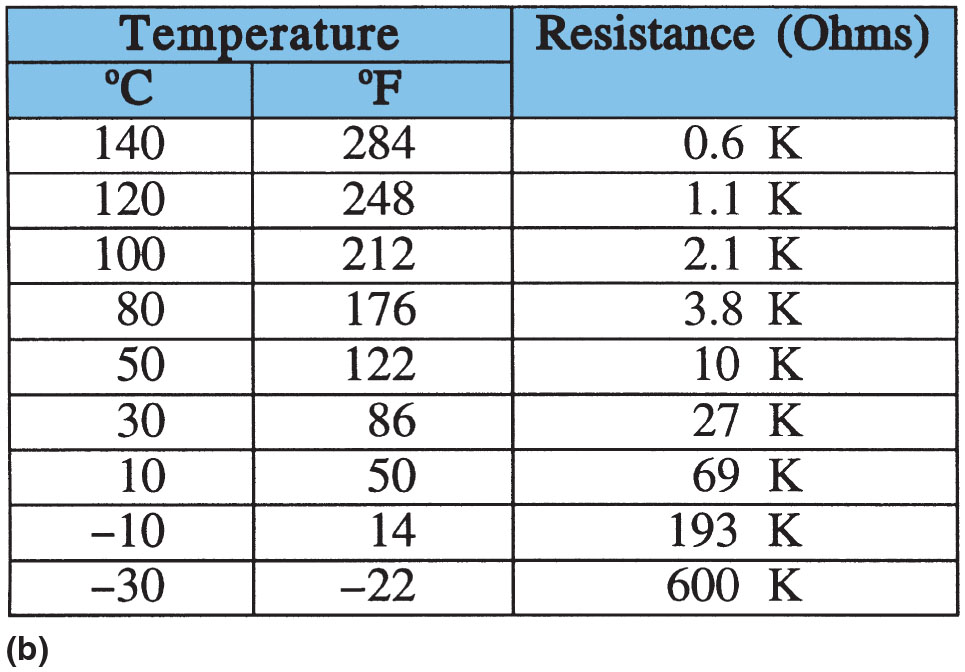 Temperature Resistance (Ohms)
ºC ºF
140 284 0.6 K
120 248 1.1 K
100 212 2.1 K
80 176 3.8 K
50 122 10 K
30 86 27 K
10 50 69 K
–10 14 193 K
–30 –22 600 K
(b)